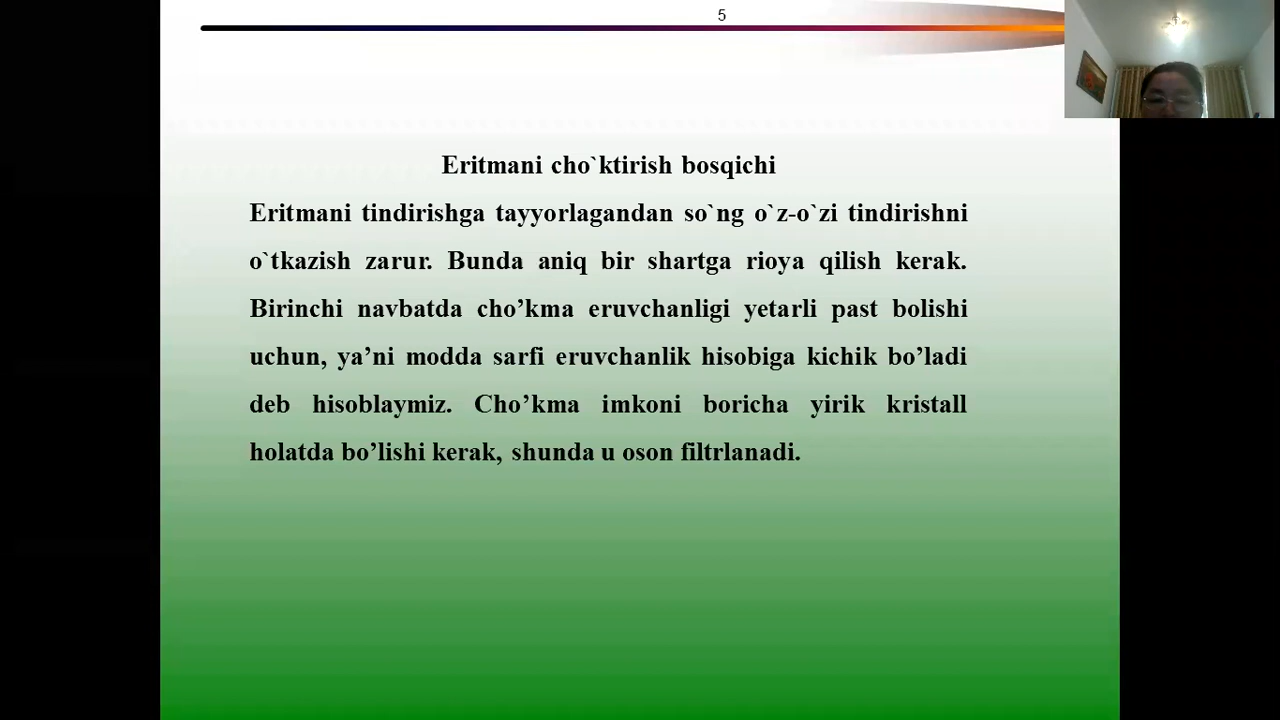 5
Eritmani cho`ktirish bosqichi
Eritmani tindirishga tayyorlagandan so`ng o`z-o`zi tindirishni
o`tkazish zarur. Bunda aniq bir shartga rioya qilish kerak.
Birinchi navbatda cho’kma eruvchanligi yetarli past bolishi
uchun, ya’ni modda sarfi eruvchanlik hisobiga kichik bo’ladi
deb hisoblaymiz. Cho’kma imkoni boricha yirik kristall
holatda bo’lishi kerak, shunda u oson filtrlanadi.